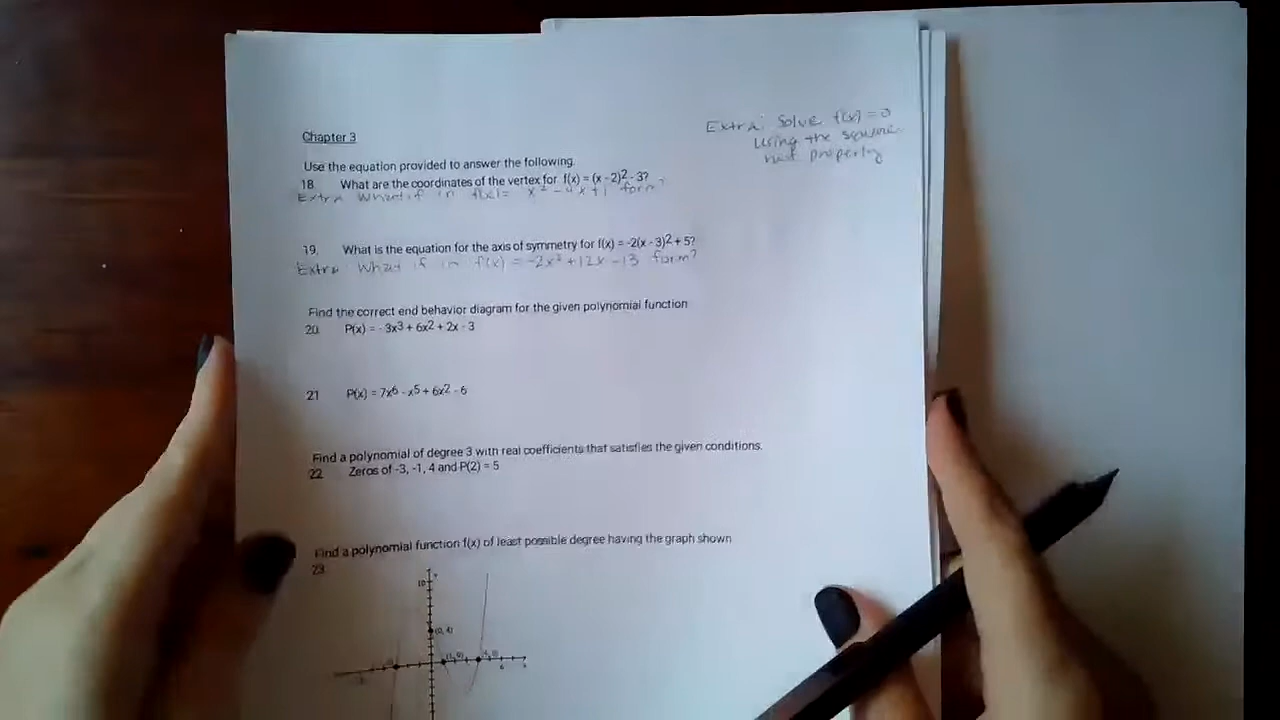 Chapter 3
Extra: Solve f(x) = 0
using the square
root property
Use the equation provided to answer the following.
18. What are the coordinates of the vertex for f(x) = (x - 2)2 - 3?
Extra What if in f(x) = x² - 4x + 1 form?
19. What is the equation for the axis of symmetry for f(x) = -2(x - 3)2 + 5?
Extra What if in f(x) = -2x² + 12x - 13 form?
Find the correct end behavior diagram for the given polynomial function
20. P(x) = - 3x3 + 6x2 + 2x - 3
21 P(x) = 7x6 - x5 + 6x2 - 6
Find a polynomial of degree 3 with real coefficients that satisfies the given conditions.
22 Zeros of -3, -1, 4 and P(2) = 5
Find a polynomial function f(x) of least possible degree having the graph shown
23.
10 y
(0, 4)
6 x